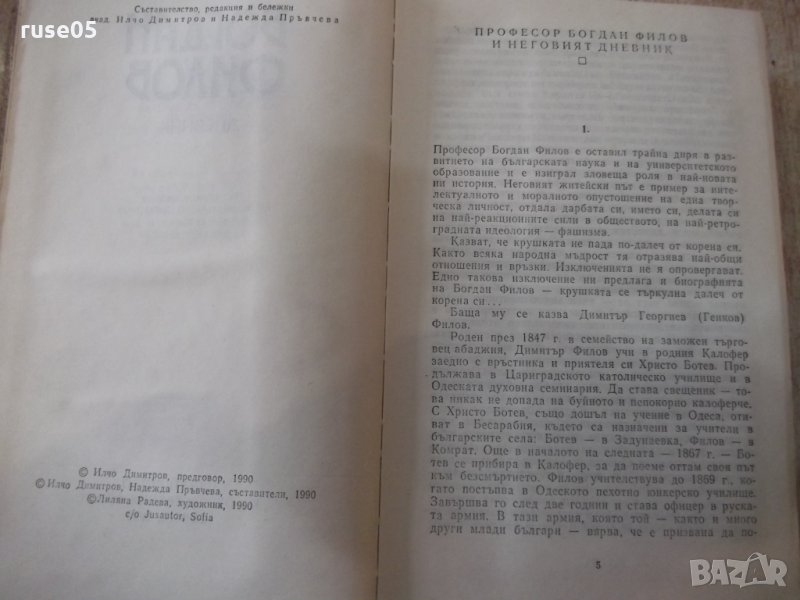 ruse05
Съставителство, редакция и бележки
акад. Илчо Димитров и Надежда Пръвчева
© Илчо Димитров, предговор, 1990
© Илчо Димитров, Надежда Пръвчева, съставители, 1990
© Лиляна Радева, художник, 1990
c/o Jusautor, Sofia
ПРОФЕСОР БОГДАН ФИЛОВ
И НЕГОВИЯТ ДНЕВНИК
1.
Професор Богдан Филов е оставил трайна диря в раз-
витието на българската наука и на университетското
образование и е изиграл зловеща роля в най-новата
ни история. Неговият житейски път е пример за инте-
лектуалното и моралното опустошение на една твор-
ческа личност, отдала дарбата си, името си, делата си
на най-реакционните сили в обществото, на най-ретро-
градната идеология — фашизма.
Казват, че крушката не пада по-далеч от корена си.
Както всяка народна мъдрост тя отразява най-общи
отношения и връзки. Изключенията не я опровергават.
Едно такова изключение ни предлага и биографията
на Богдан Филов — крушката се търкулна далеч от
корена си...
Баща му се казва Димитър Георгиев (Генков)
Филов.
Роден през 1847 г. в семейство на заможен търго-
вец абаджия, Димитър Филов учи в родния Калофер
заедно с връстника и приятеля си Христо Ботев. Про-
дължава в Цариградското католическо училище и в
Одеската духовна семинария. Да става свещеник — то-
ва никак не допада на буйното и непокорно калоферче.
С Христо Ботев, също дошъл на учение в Одеса, оти-
ват в Бесарабия, където са назначени за учители в
българските села: Ботев — в Задунаевка, Филов — в
Комрат. Още в началото на следната — 1867 г. — Бо-
тев се прибира в Калофер, за да поеме оттам своя път
към безсмъртието. Филов учителствува до 1869 г., ко-
гато постъпва в Одеското пехотно юнкерско училище.
Завършва го след две години и става офицер в руска-
та армия. В тази армия, която той — както и много
други млади българи — вярва, че е призвана да по-
5
BAZAR